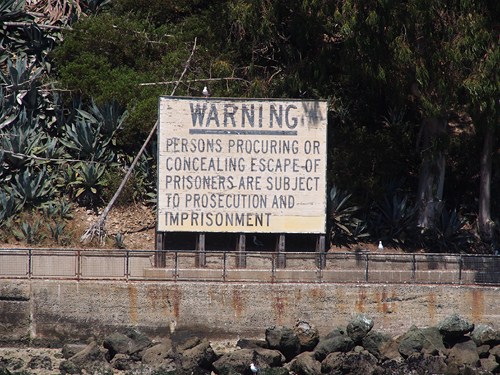 WARNING
PERSONS PROCURING OR
CONCEALING ESCAPE OF
PRISONERS ARE SUBJECT
TO PROSECUTION AND
IMPRISONMENT